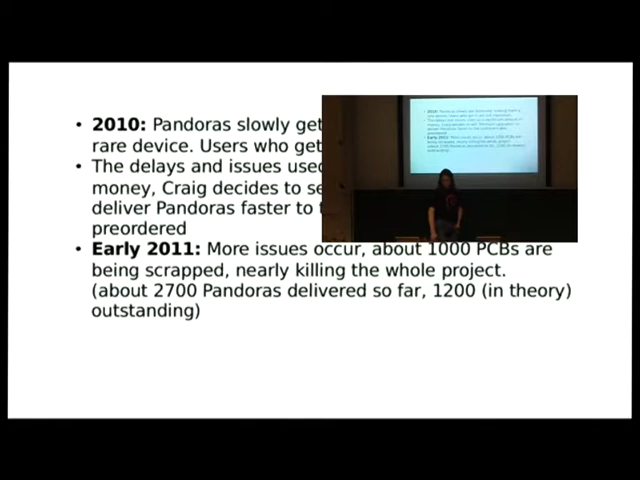 • 2010: Pandoras slowly get
rare device. Users who get
• The delays and issues used
money, Craig decides to se
deliver Pandoras faster to t
preordered
• Early 2011: More issues occur, about 1000 PCBs are
being scrapped, nearly killing the whole project.
(about 2700 Pandoras delivered so far, 1200 (in theory)
outstanding)